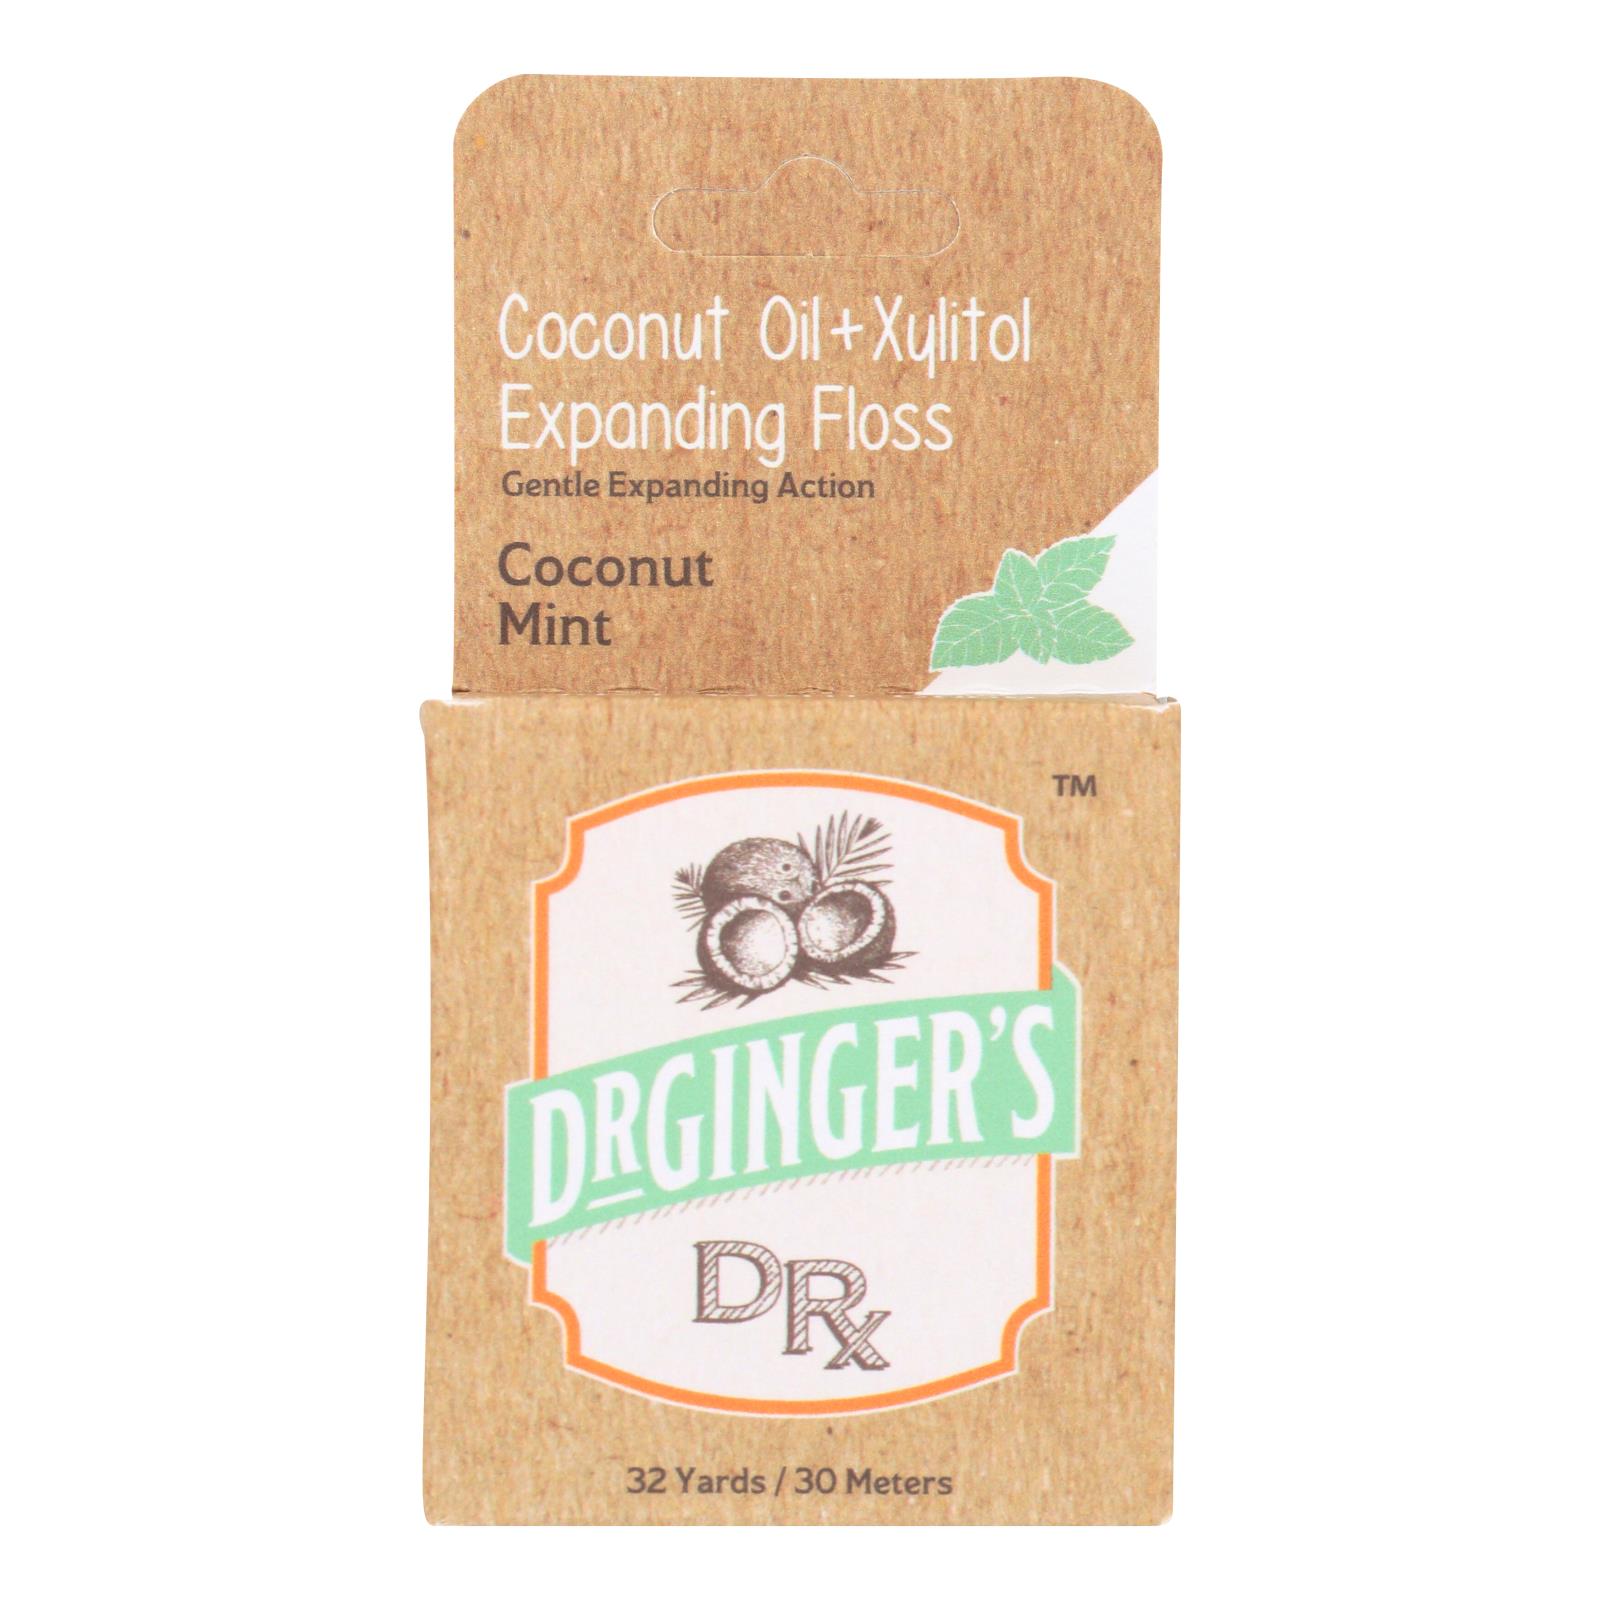 Coconut Oil+Xylitol
Expanding Floss
Gentle Expanding Action
Coconut
Mint
TM
DRGINGER'S
DRx
32 Yards / 30 Meters